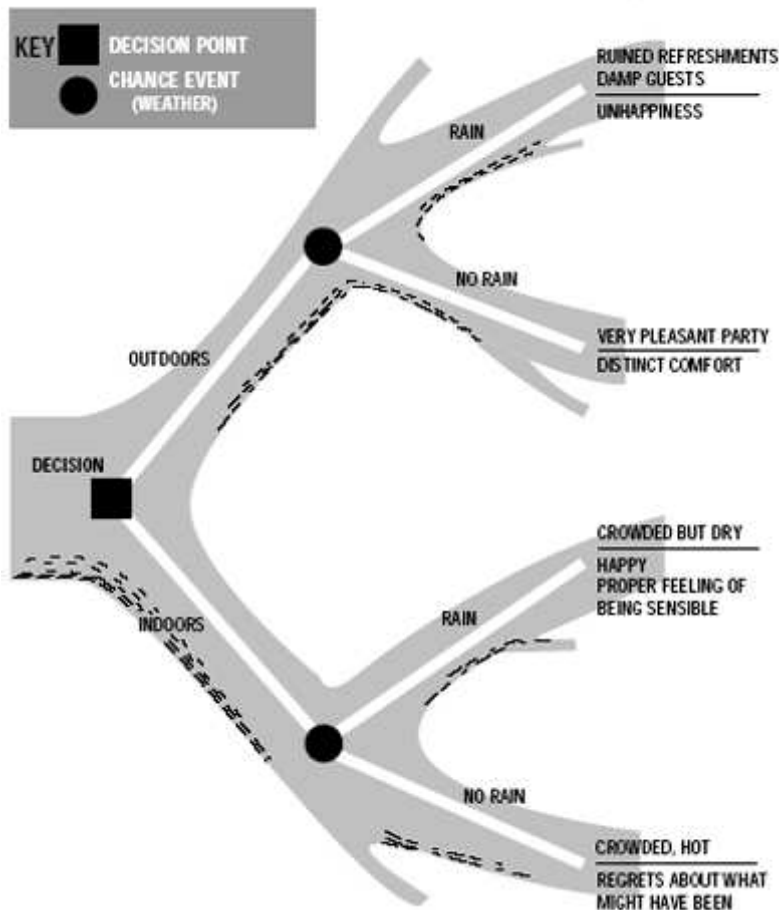 KEY
DECISION POINT
CHANCE EVENT
(WEATHER)
RUINED REFRESHMENTS
DAMP GUESTS
UNHAPPINESS
RAIN
NO RAIN
VERY PLEASANT PARTY
DISTINCT COMFORT
OUTDOORS
DECISION
CROWDED BUT DRY
HAPPY
PROPER FEELING OF
BEING SENSIBLE
RAIN
INDOORS
NO RAIN
CROWDED, HOT
REGRETS ABOUT WHAT
MIGHT HAVE BEEN